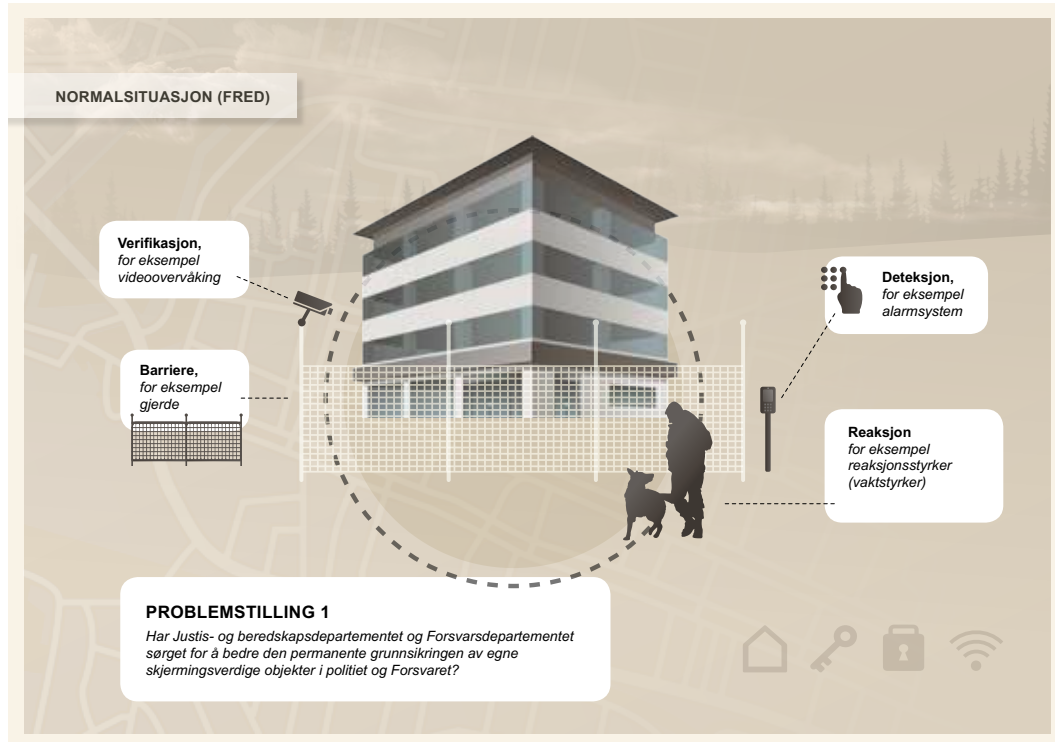 NORMALSITUASJON (FRED)
Verifikasjon,
for eksempel
videoovervåking
Deteksjon,
for eksempel
alarmsystem
Barriere,
for eksempel
gjerde
Reaksjon
for eksempel
reaksjonsstyrker
(vaktstyrker)
PROBLEMSTILLING 1
Har Justis- og beredskapsdepartementet og Forsvarsdepartementet
sørget for å bedre den permanente grunnsikringen av egne
skjermingsverdige objekter i politiet og Forsvaret?